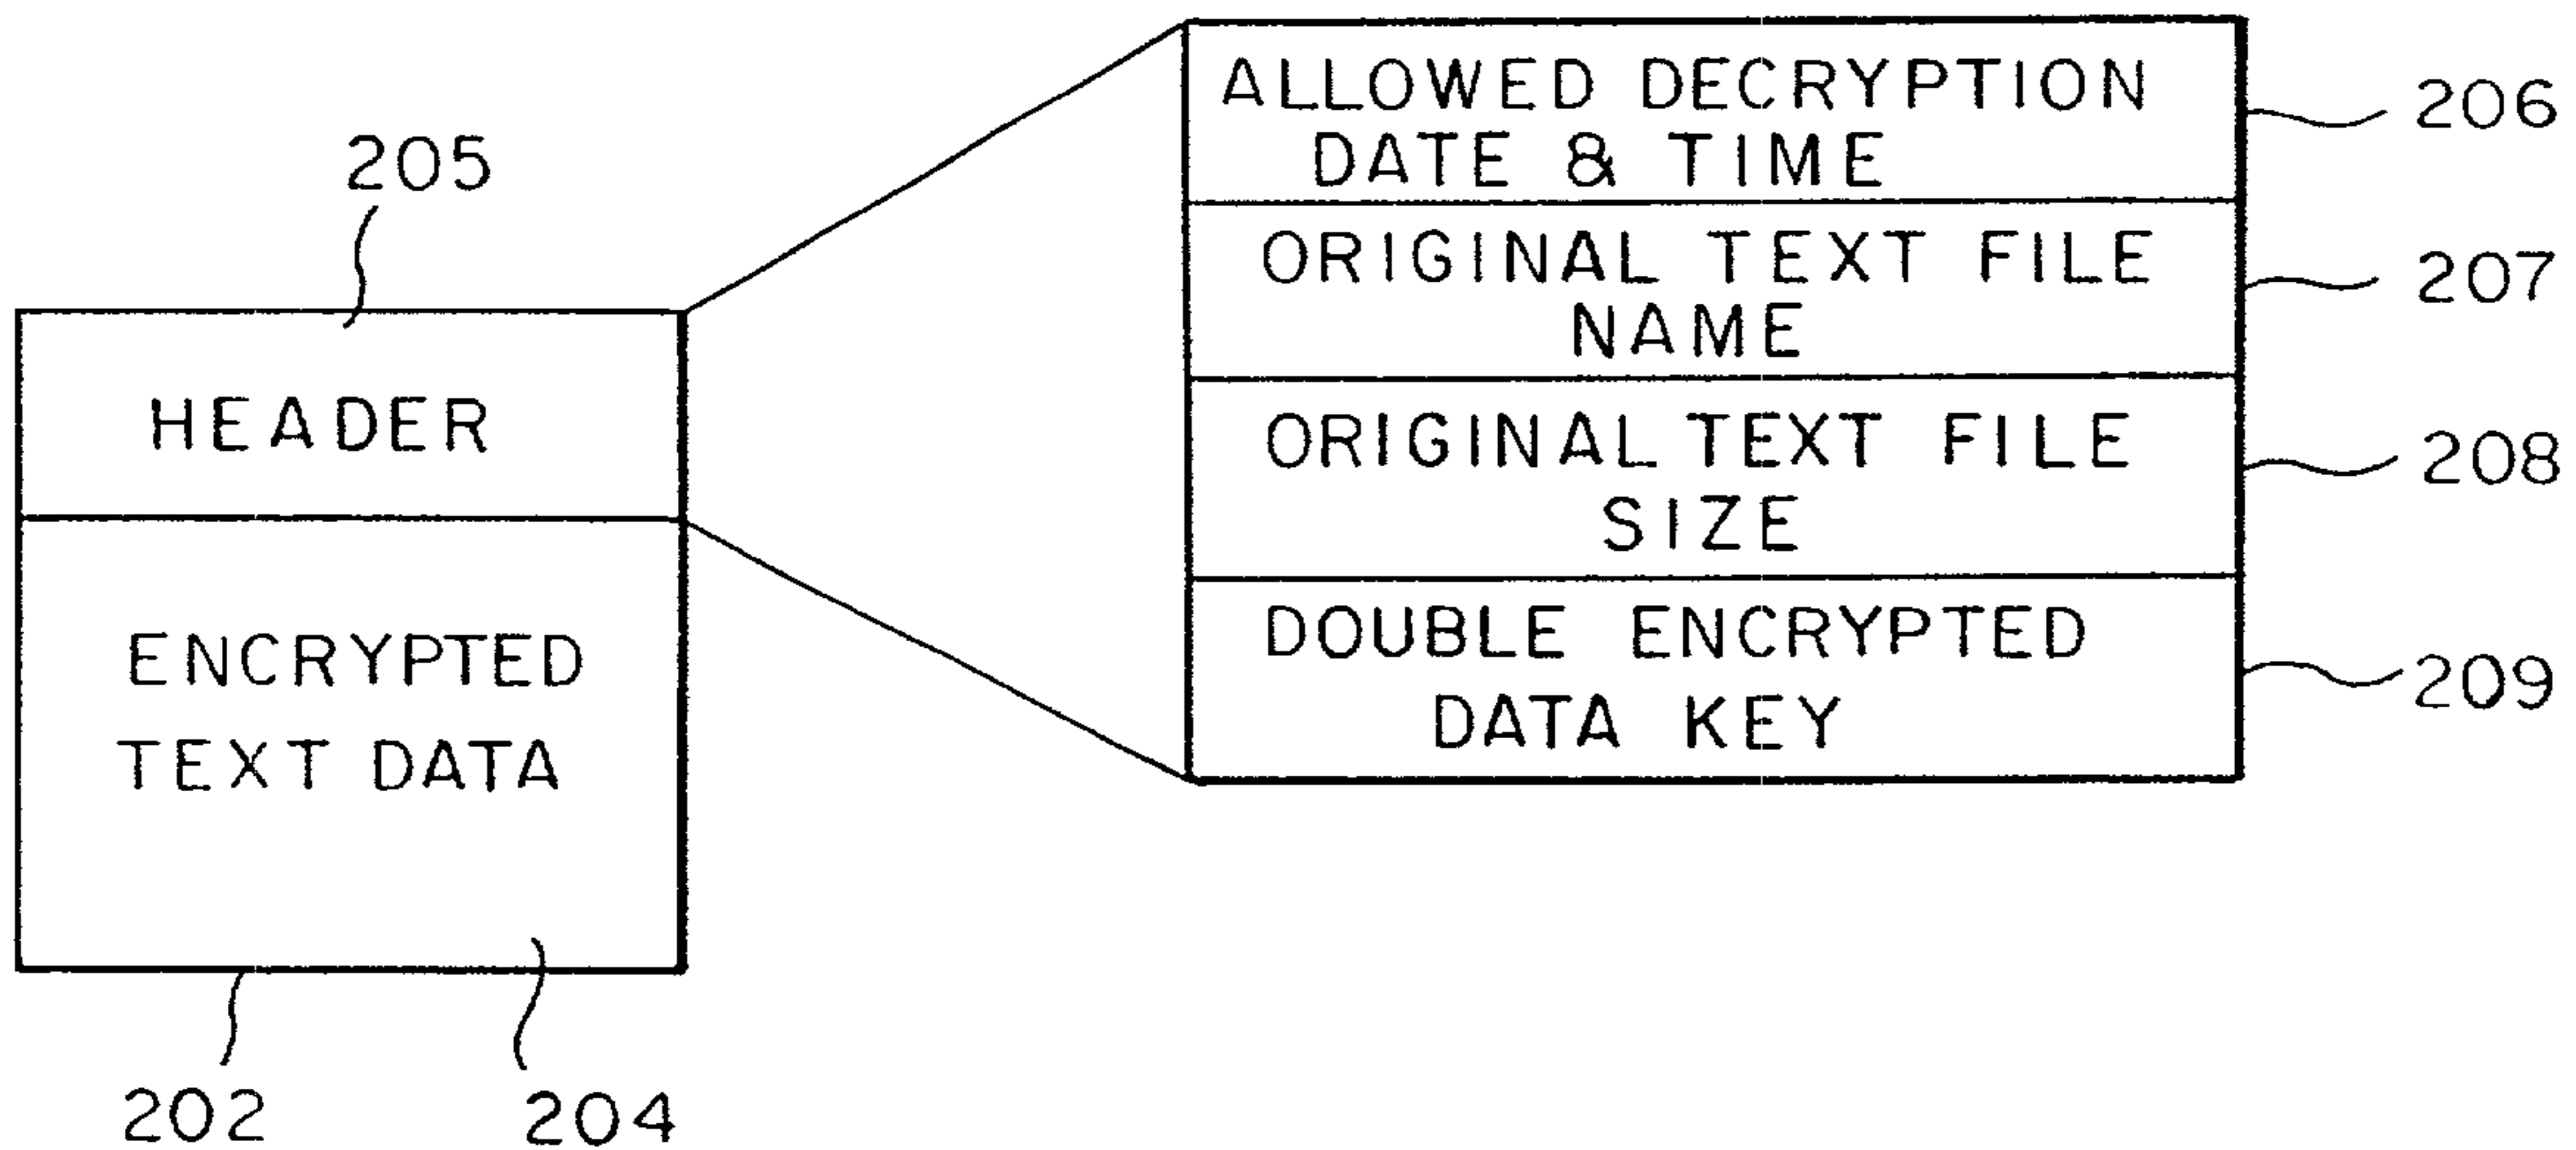 205
HEADER
ENCRYPTED
TEXT DATA
202
204
ALLOWED DECRYPTION
DATE & TIME
206
ORIGINAL TEXT FILE
NAME
207
ORIGINAL TEXT FILE
SIZE
208
DOUBLE ENCRYPTED
DATA KEY
209